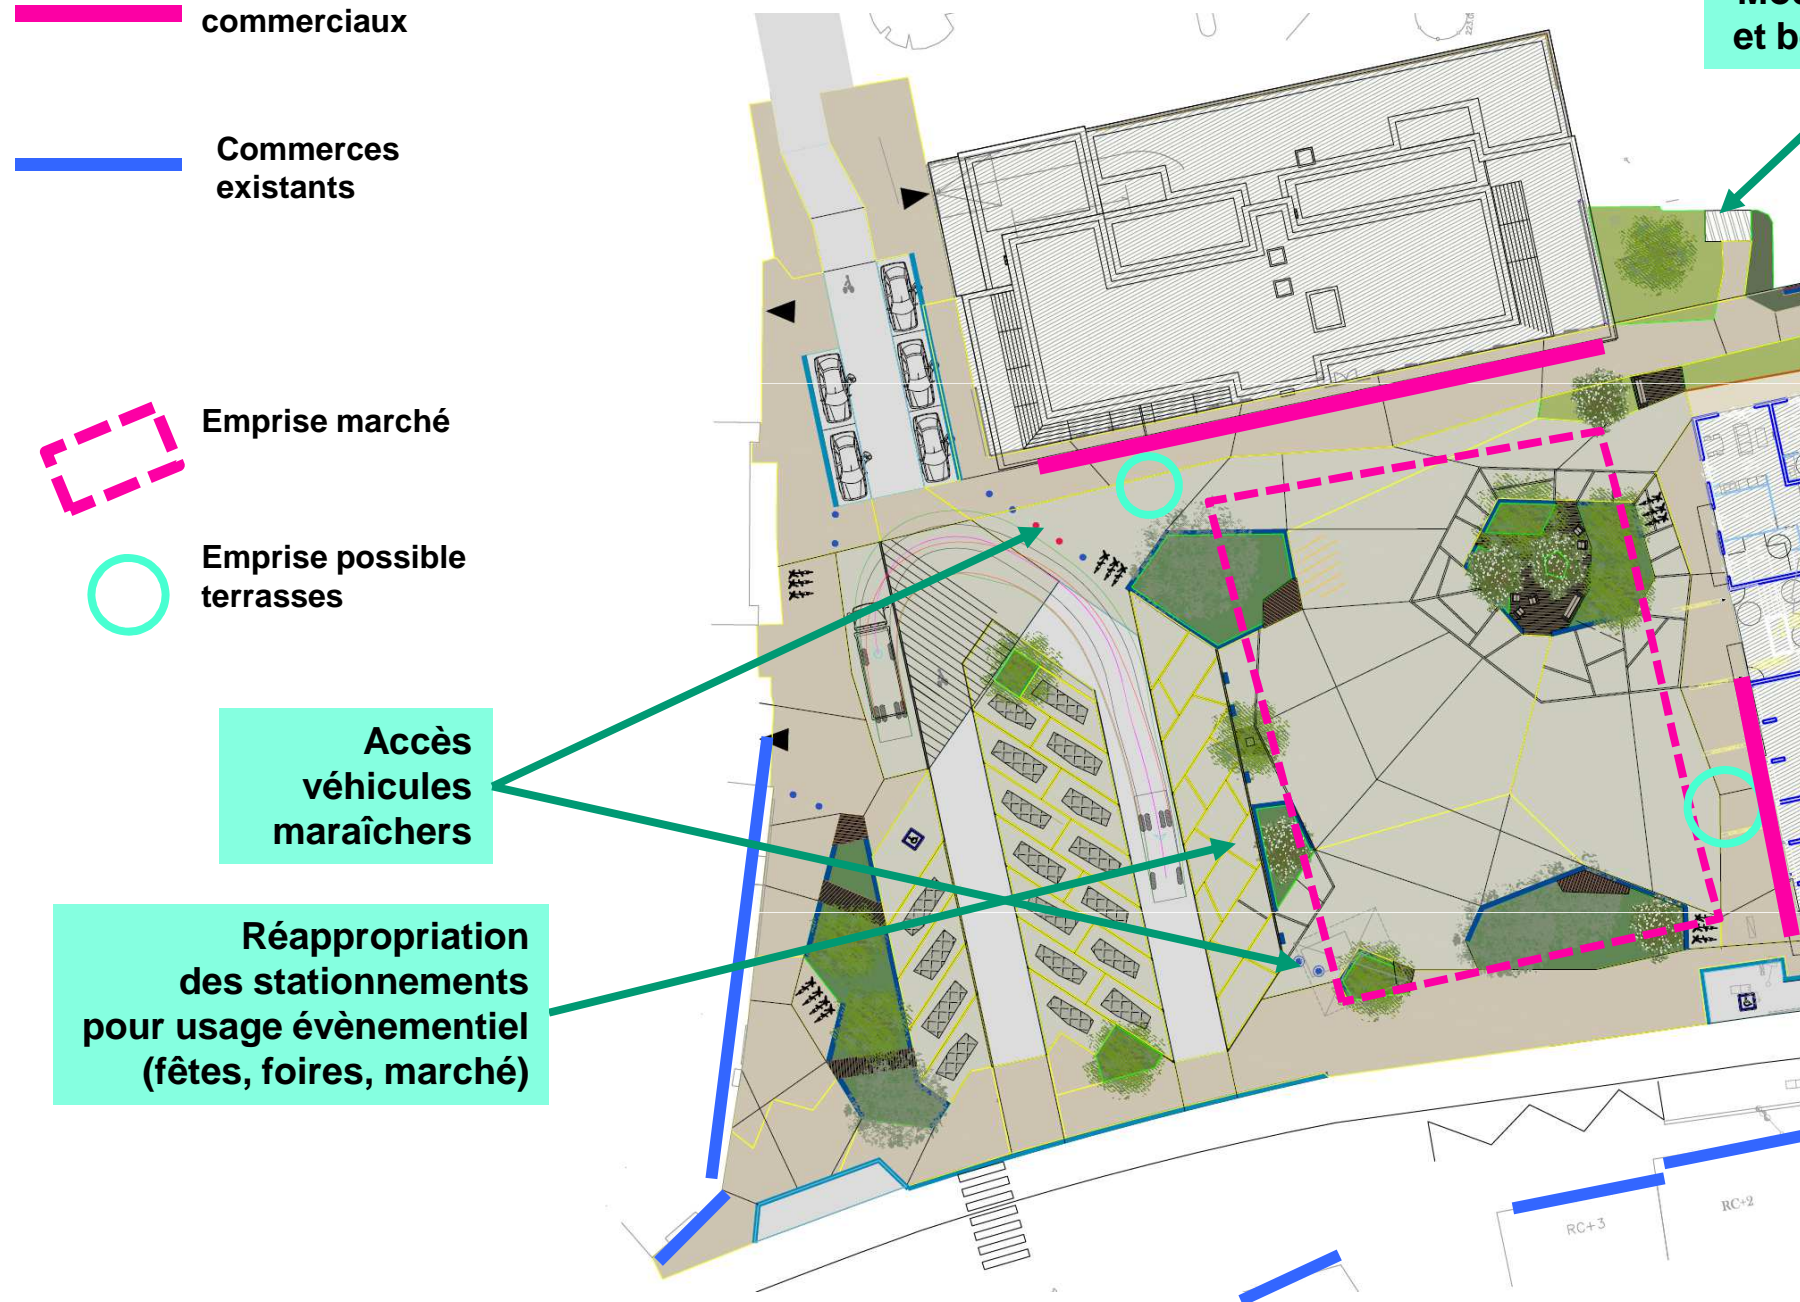 commerciaux
et b
Commerces
existants
Emprise marché
Emprise possible
terrasses
Accès
véhicules
maraîchers
Réappropriation
des stationnements
pour usage évènementiel
(fêtes, foires, marché)
RC+3
RC+2